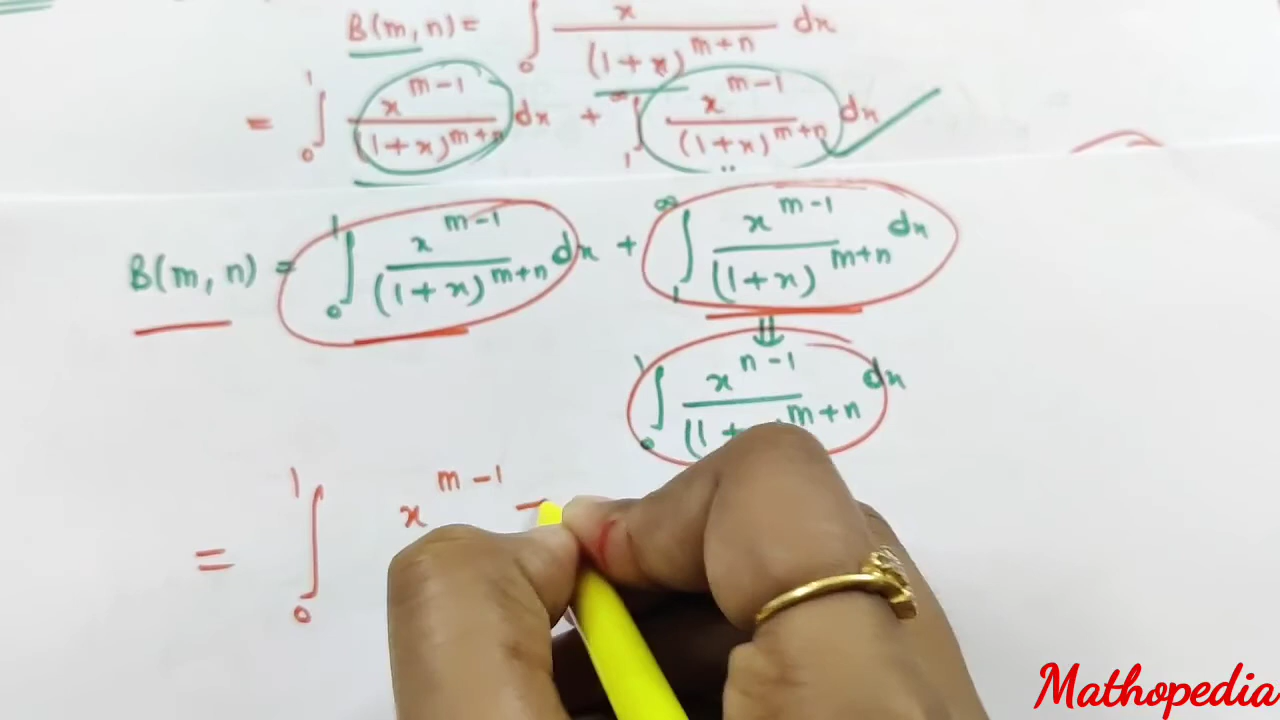 B(m, n) = ∫₀ x / (1+x)^(m+n) dx
= ∫₀¹ x^(m-1) / (1+x)^(m+n) dx + ∫₁^∞ x^(m-1) / (1+x)^(m+n) dx
B(m, n) = ∫₀¹ x^(m-1) / (1+x)^(m+n) dx + ∫₁^∞ x^(m-1) / (1+x)^(m+n) dx
⇓
∫₀¹ x^(n-1) / (1+ ^(m+n) dx
= ∫₀¹ x^(m-1)
Mathopedia